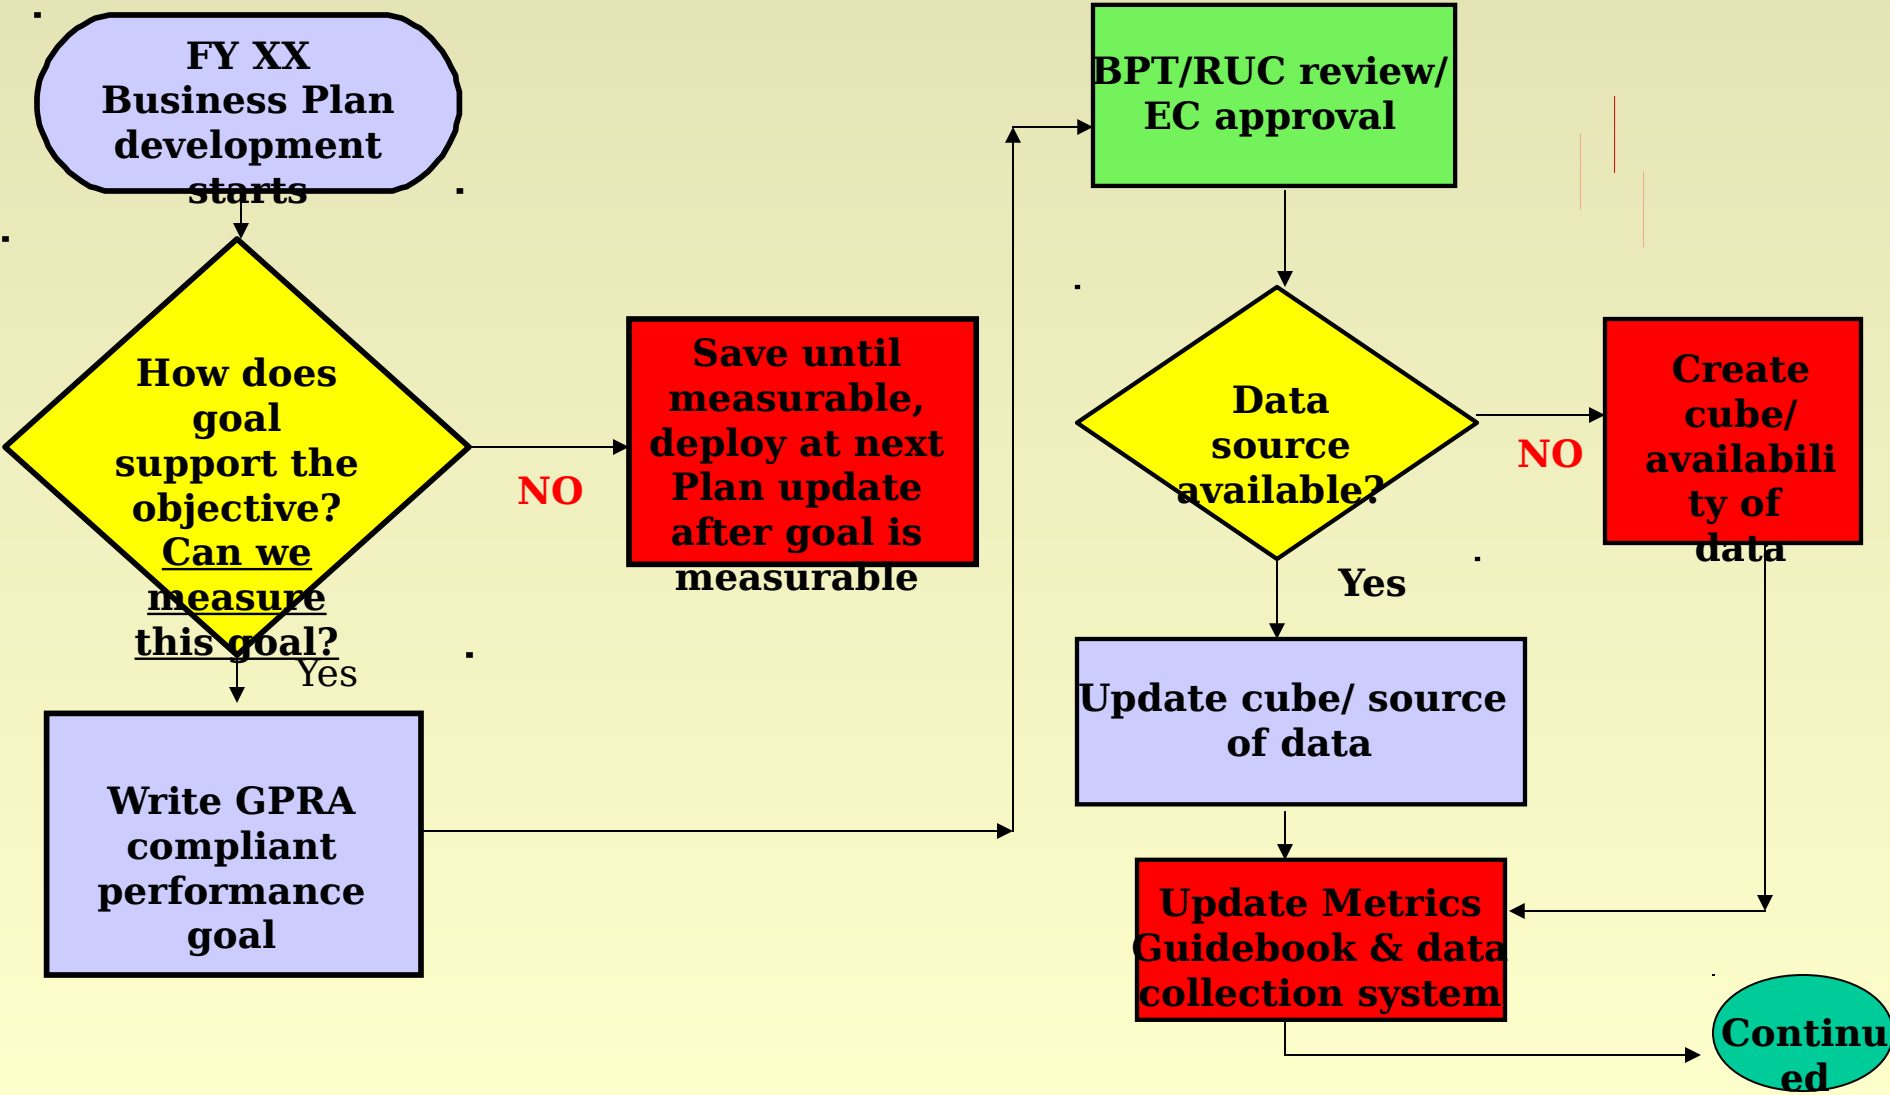 FY XX
Business Plan
development
starts
How does
goal
support the
objective?
Can we
measure
this goal?
NO
Save until
measurable,
deploy at next
Plan update
after goal is
measurable
Yes
Write GPRA
compliant
performance
goal
BPT/RUC review/
EC approval
Data
source
available?
NO
Create
cube/
availabili
ty of
data
Yes
Update cube/ source
of data
Update Metrics
Guidebook & data
collection system
Continu
ed